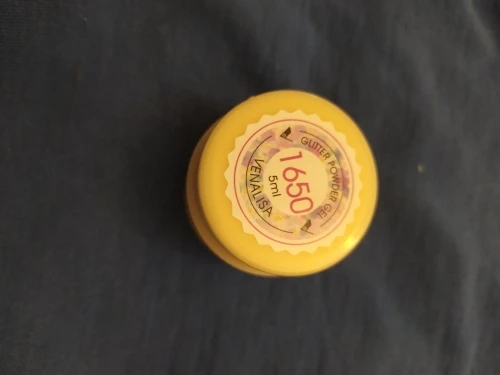 GLITTER POWDER GEL
1650
5ml
VENALISA